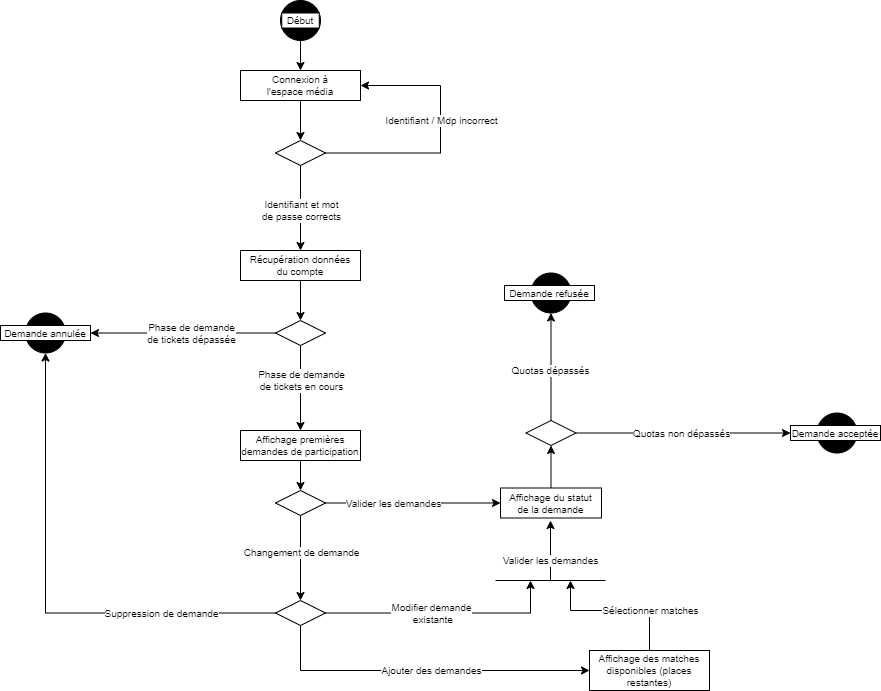 Début
Connexion à
l'espace média
Identifiant / Mdp incorrect
Identifiant et mot
de passe corrects
Récupération données
du compte
Demande refusée
Phase de demande
de tickets dépassée
Demande annulée
Phase de demande
de tickets en cours
Quotas dépassés
Affichage premières
demandes de participation
Quotas non dépassés
Demande acceptée
Valider les demandes
Affichage du statut
de la demande
Changement de demande
Valider les demandes
Suppression de demande
Modifier demande
existante
Sélectionner matches
Ajouter des demandes
Affichage des matches
disponibles (places
restantes)